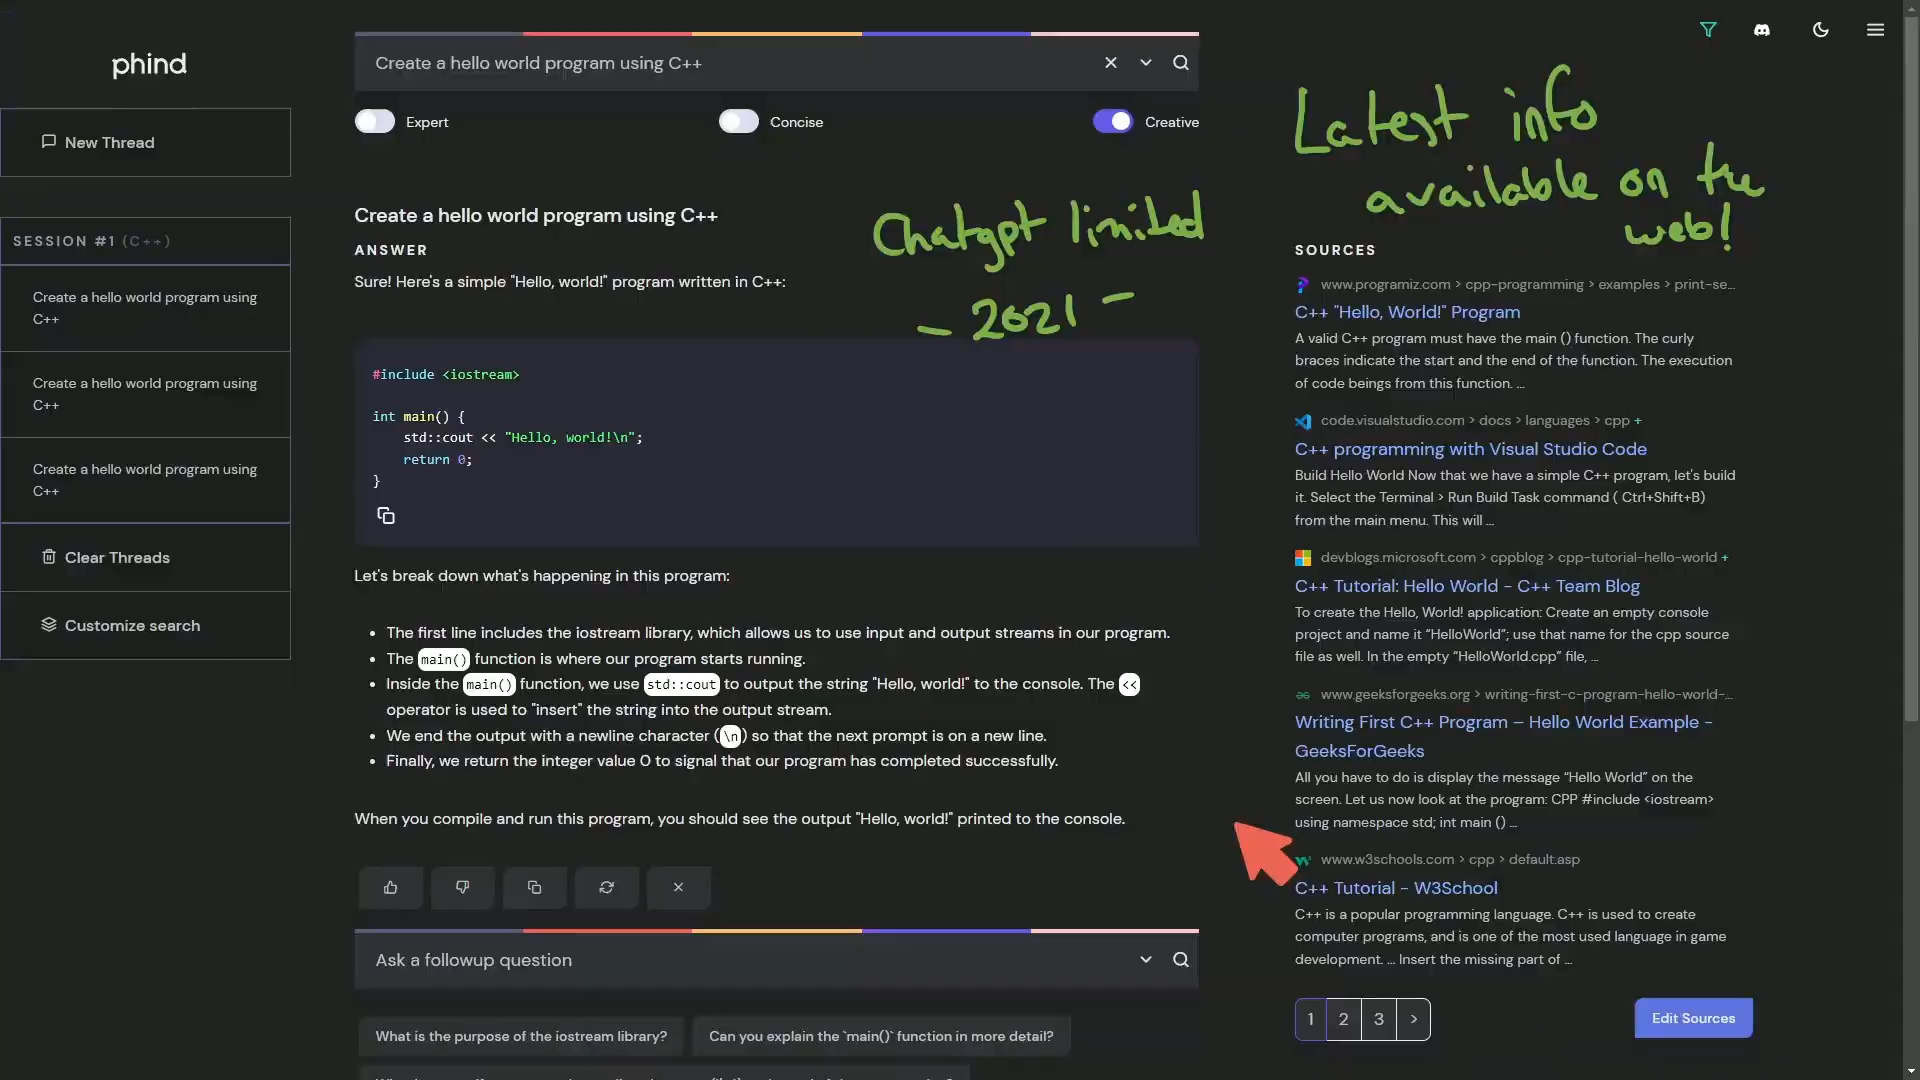 phind
New Thread
SESSION #1 (C++)
Create a hello world program using
C++
Create a hello world program using
C++
Create a hello world program using
C++
Clear Threads
Customize search
Create a hello world program using C++
Expert
Concise
Creative
Create a hello world program using C++
ANSWER
Sure! Here's a simple "Hello, world!" program written in C++:
Chatgpt limited
- 2021 -
#include <iostream>
int main() {
    std::cout << "Hello, world!\n";
    return 0;
}
Let's break down what's happening in this program:
• The first line includes the iostream library, which allows us to use input and output streams in our program.
• The main() function is where our program starts running.
• Inside the main() function, we use std::cout to output the string "Hello, world!" to the console. The <<
operator is used to "insert" the string into the output stream.
• We end the output with a newline character (\n) so that the next prompt is on a new line.
• Finally, we return the integer value 0 to signal that our program has completed successfully.
When you compile and run this program, you should see the output "Hello, world!" printed to the console.
Ask a followup question
What is the purpose of the iostream library?
Can you explain the `main()` function in more detail?
Latest info
available on the
web!
SOURCES
www.programiz.com > cpp-programming > examples > print-se...
C++ "Hello, World!" Program
A valid C++ program must have the main () function. The curly
braces indicate the start and the end of the function. The execution
of code beings from this function. ...
code.visualstudio.com > docs > languages > cpp +
C++ programming with Visual Studio Code
Build Hello World Now that we have a simple C++ program, let's build
it. Select the Terminal > Run Build Task command ( Ctrl+Shift+B)
from the main menu. This will ...
devblogs.microsoft.com > cppblog > cpp-tutorial-hello-world +
C++ Tutorial: Hello World - C++ Team Blog
To create the Hello, World! application: Create an empty console
project and name it “HelloWorld”; use that name for the cpp source
file as well. In the empty “HelloWorld.cpp” file, ...
www.geeksforgeeks.org > writing-first-c-program-hello-world-...
Writing First C++ Program – Hello World Example -
GeeksForGeeks
All you have to do is display the message “Hello World” on the
screen. Let us now look at the program: CPP #include <iostream>
using namespace std; int main () ...
www.w3schools.com > cpp > default.asp
C++ Tutorial - W3School
C++ is a popular programming language. C++ is used to create
computer programs, and is one of the most used language in game
development. ... Insert the missing part of ...
1 2 3 >
Edit Sources